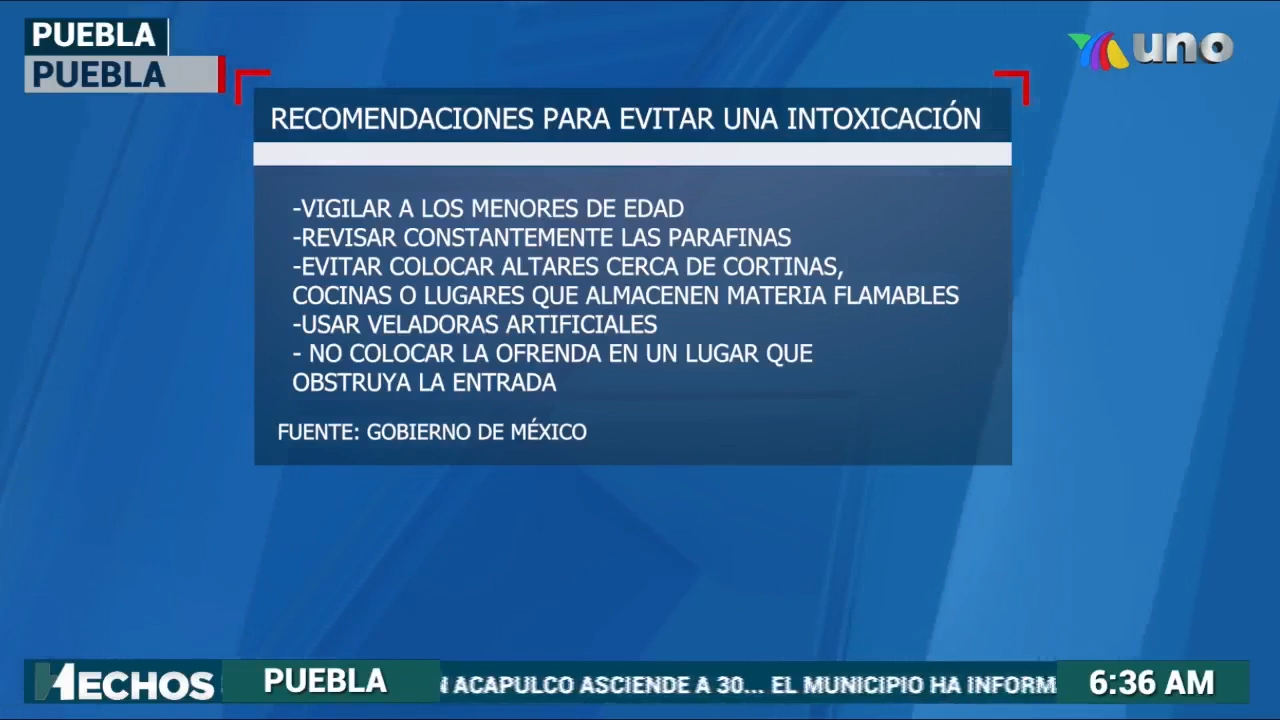 PUEBLA
PUEBLA
uno
RECOMENDACIONES PARA EVITAR UNA INTOXICACIÓN
-VIGILAR A LOS MENORES DE EDAD
-REVISAR CONSTANTEMENTE LAS PARAFINAS
-EVITAR COLOCAR ALTARES CERCA DE CORTINAS,
COCINAS O LUGARES QUE ALMACENEN MATERIA FLAMABLES
-USAR VELADORAS ARTIFICIALES
- NO COLOCAR LA OFRENDA EN UN LUGAR QUE
OBSTRUYA LA ENTRADA
FUENTE: GOBIERNO DE MÉXICO
HECHOS PUEBLA ACAPULCO ASCIENDE A 30... EL MUNICIPIO HA INFORM 6:36 AM